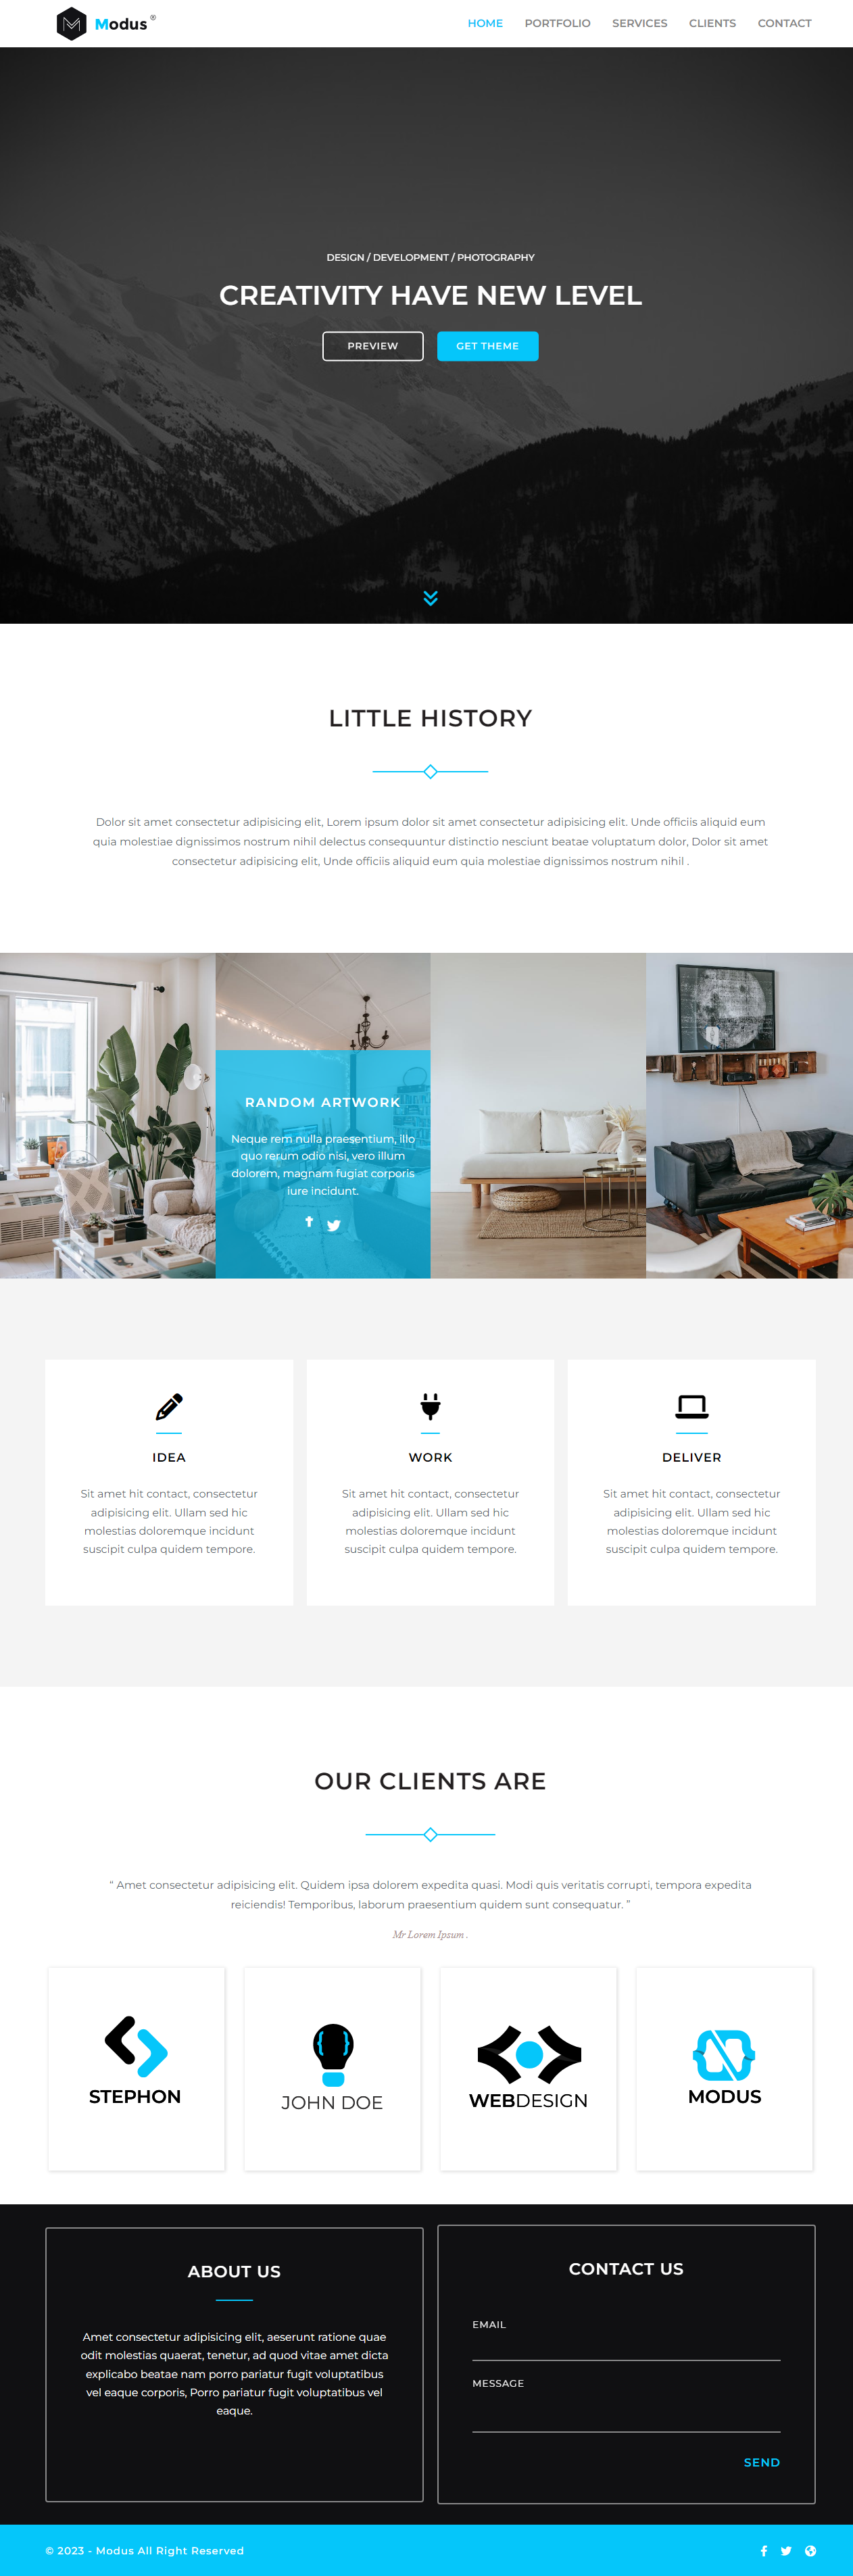 Modus ®
HOME PORTFOLIO SERVICES CLIENTS CONTACT
DESIGN / DEVELOPMENT / PHOTOGRAPHY
CREATIVITY HAVE NEW LEVEL
PREVIEW GET THEME
LITTLE HISTORY
Dolor sit amet consectetur adipisicing elit, Lorem ipsum dolor sit amet consectetur adipisicing elit. Unde officiis aliquid eum
quia molestiae dignissimos nostrum nihil delectus consequuntur distinctio nesciunt beatae voluptatum dolor, Dolor sit amet
consectetur adipisicing elit, Unde officiis aliquid eum quia molestiae dignissimos nostrum nihil .
RANDOM ARTWORK
Neque rem nulla praesentium, illo
quo rerum odio nisi, vero illum
dolorem, magnam fugiat corporis
iure incidunt.
IDEA
Sit amet hit contact, consectetur
adipisicing elit. Ullam sed hic
molestias doloremque incidunt
suscipit culpa quidem tempore.
WORK
Sit amet hit contact, consectetur
adipisicing elit. Ullam sed hic
molestias doloremque incidunt
suscipit culpa quidem tempore.
DELIVER
Sit amet hit contact, consectetur
adipisicing elit. Ullam sed hic
molestias doloremque incidunt
suscipit culpa quidem tempore.
OUR CLIENTS ARE
“ Amet consectetur adipisicing elit. Quidem ipsa dolorem expedita quasi. Modi quis veritatis corrupti, tempora expedita
reiciendis! Temporibus, laborum praesentium quidem sunt consequatur. ”
Mr Lorem Ipsum .
STEPHON
JOHN DOE
WEBDESIGN
MODUS
ABOUT US
Amet consectetur adipisicing elit, aeserunt ratione quae
odit molestias quaerat, tenetur, ad quod vitae amet dicta
explicabo beatae nam porro pariatur fugit voluptatibus
vel eaque corporis, Porro pariatur fugit voluptatibus vel
eaque.
CONTACT US
EMAIL
MESSAGE
SEND
© 2023 - Modus All Right Reserved